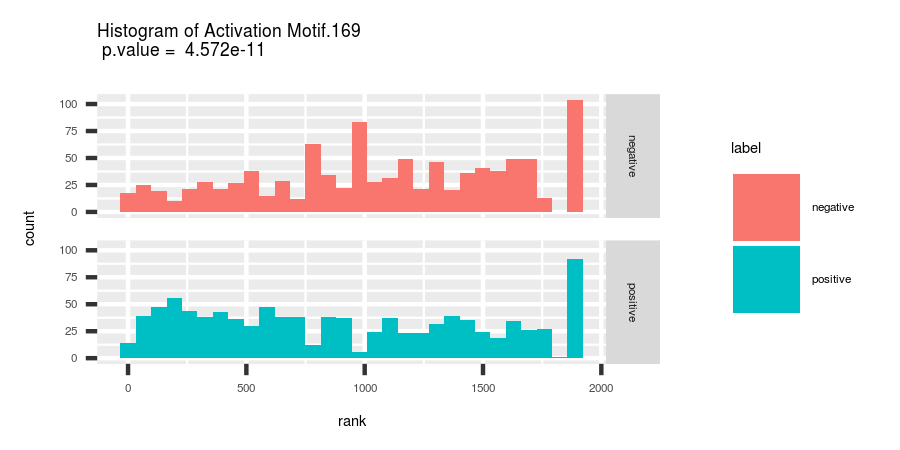 Histogram of Activation Motif.169
p.value = 4.572e-11
count
100
75
50
25
0
negative
100
75
50
25
0
positive
0 500 1000 1500 2000
rank
label
negative
positive